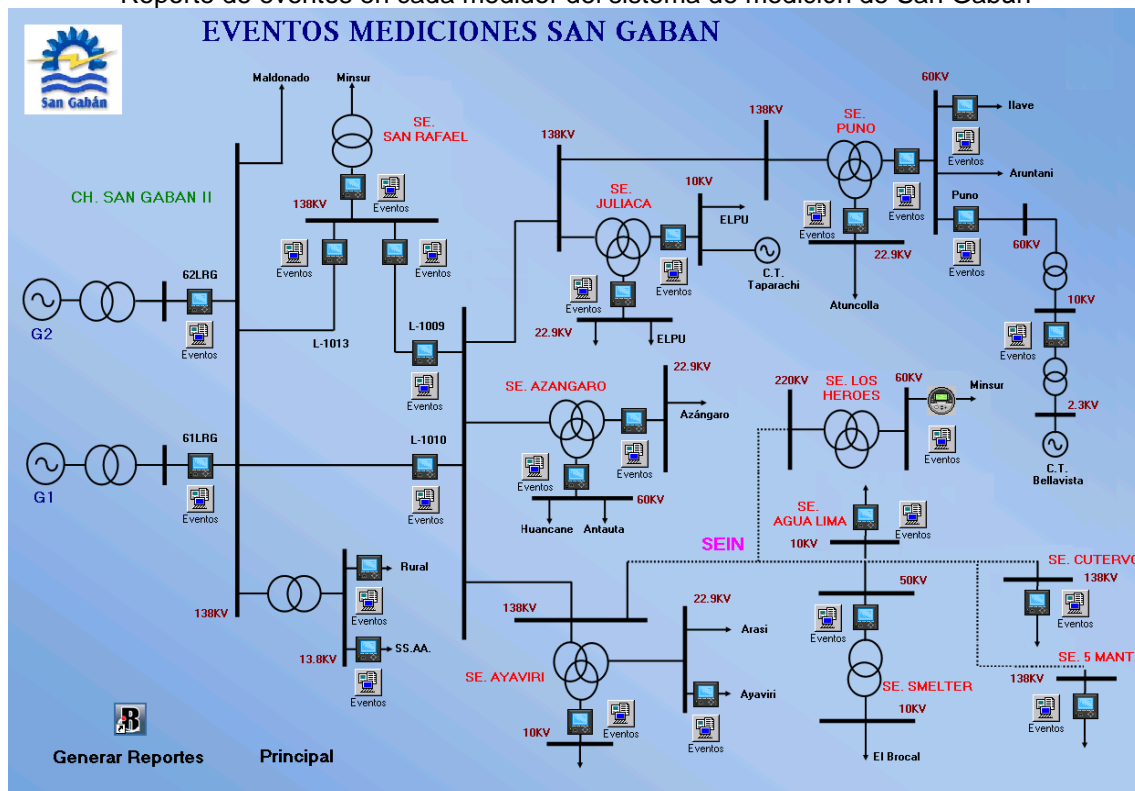 Reporte de eventos en cada medidor del sistema de medición de San Gabán
EVENTOS MEDICIONES SAN GABAN
San Gabán
Maldonado
Minsur
SE.
SAN RAFAEL
CH. SAN GABAN II
138KV
Eventos
Eventos
Eventos
62LRG
Eventos
G2
L-1013
L-1009
Eventos
61LRG
Eventos
G1
L-1010
Eventos
138KV
Rural
Eventos
SS.AA.
Eventos
13.8KV
138KV
SE.
JULIACA
10KV
ELPU
Eventos
C.T.
Taparachi
Eventos
22.9KV
ELPU
138KV
SE.
PUNO
60KV
Ilave
Eventos
Aruntani
Eventos
Puno
Eventos
60KV
Eventos
22.9KV
Atuncolla
10KV
Eventos
2.3KV
C.T.
Bellavista
SE. AZANGARO
22.9KV
Azángaro
Eventos
Eventos
60KV
Huancane
Antauta
220KV
SE. LOS
HEROES
60KV
Minsur
Eventos
SE.
AGUA LIMA
Eventos
10KV
SEIN
SE. CUTERVO
138KV
Eventos
50KV
Eventos
SE. SMELTER
10KV
El Brocal
138KV
Eventos
138KV
22.9KV
Arasi
SE. AYAVIRI
Ayaviri
Eventos
10KV
Eventos
Generar Reportes
Principal